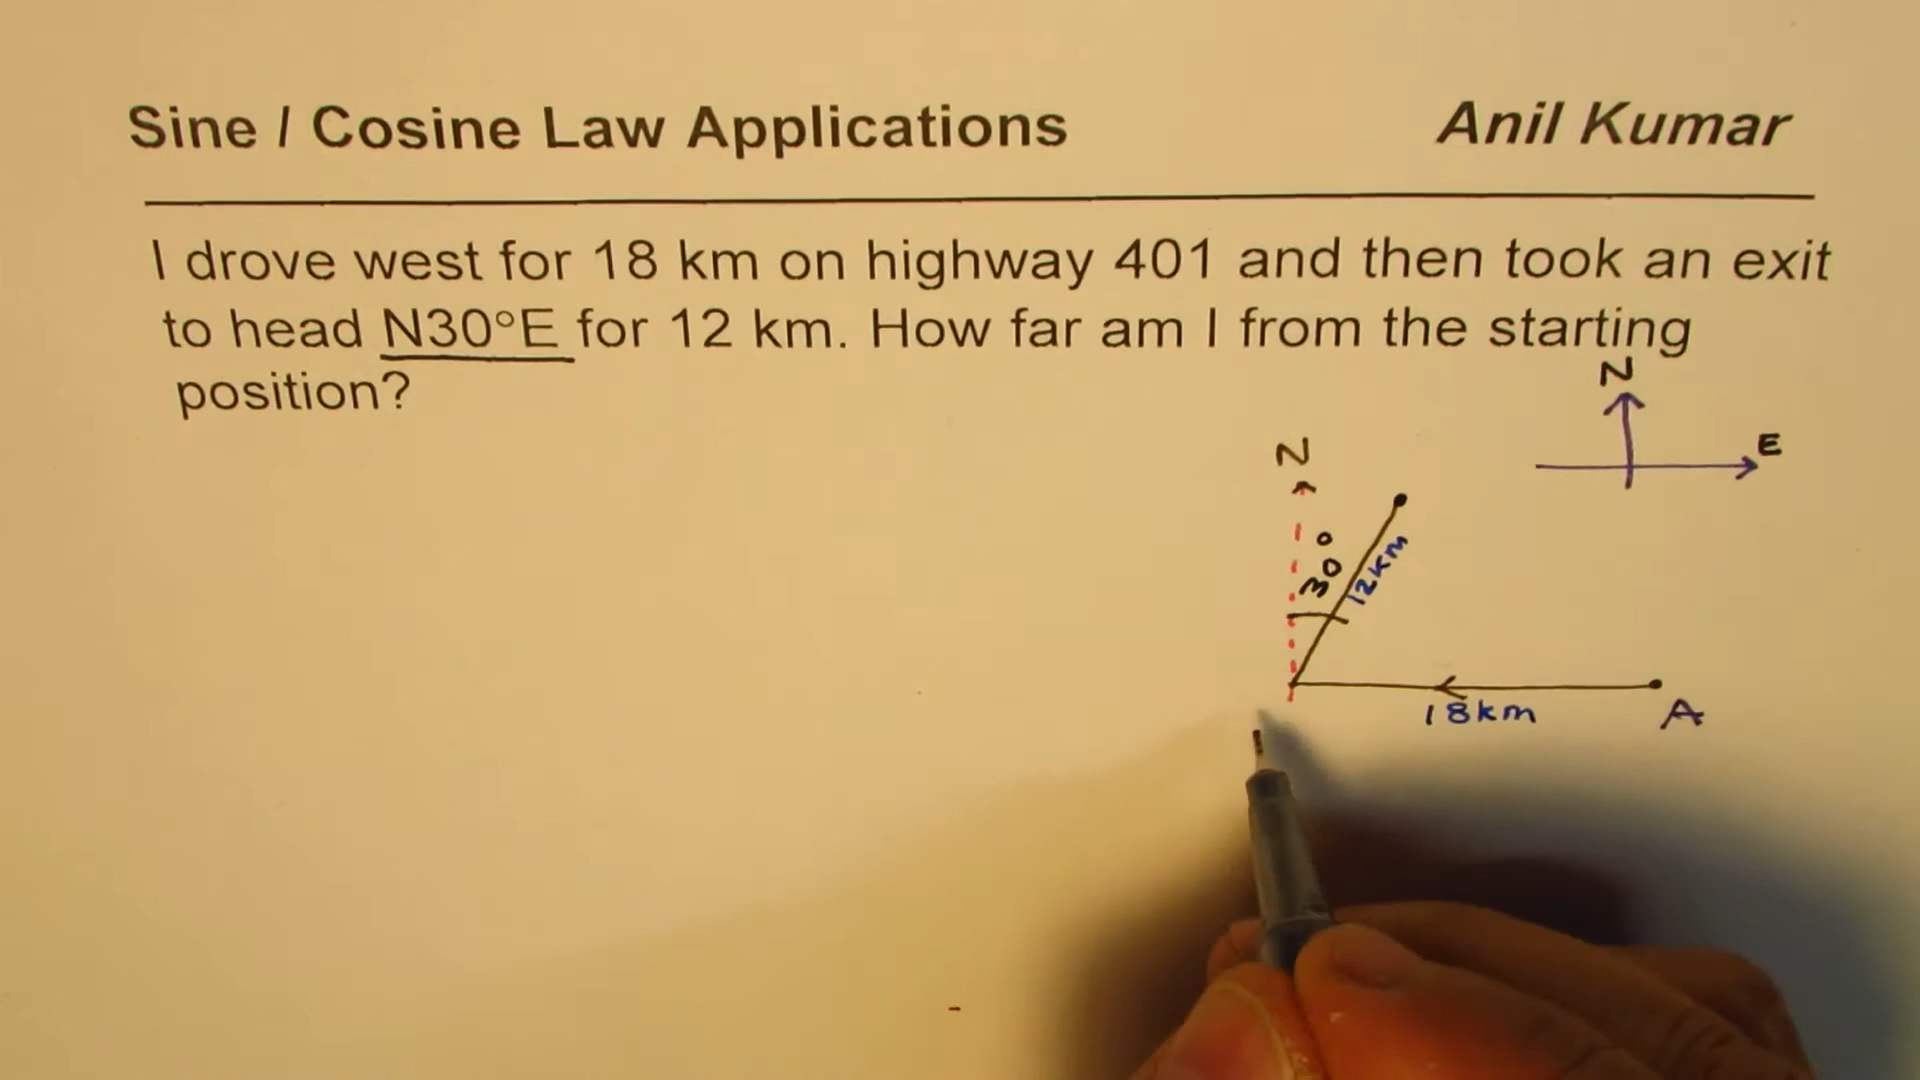 Sine / Cosine Law Applications Anil Kumar
I drove west for 18 km on highway 401 and then took an exit
to head N30°E for 12 km. How far am I from the starting
position?
N
E
N
30°
12km
18km
A